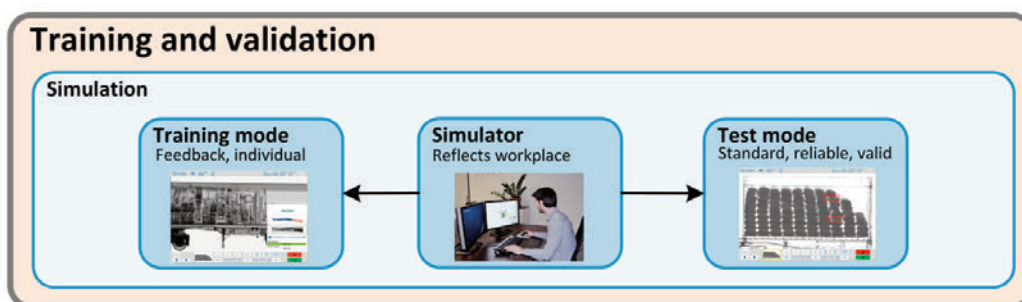 Training and validation
Simulation
Training mode
Feedback, individual
Simulator
Reflects workplace
Test mode
Standard, reliable, valid